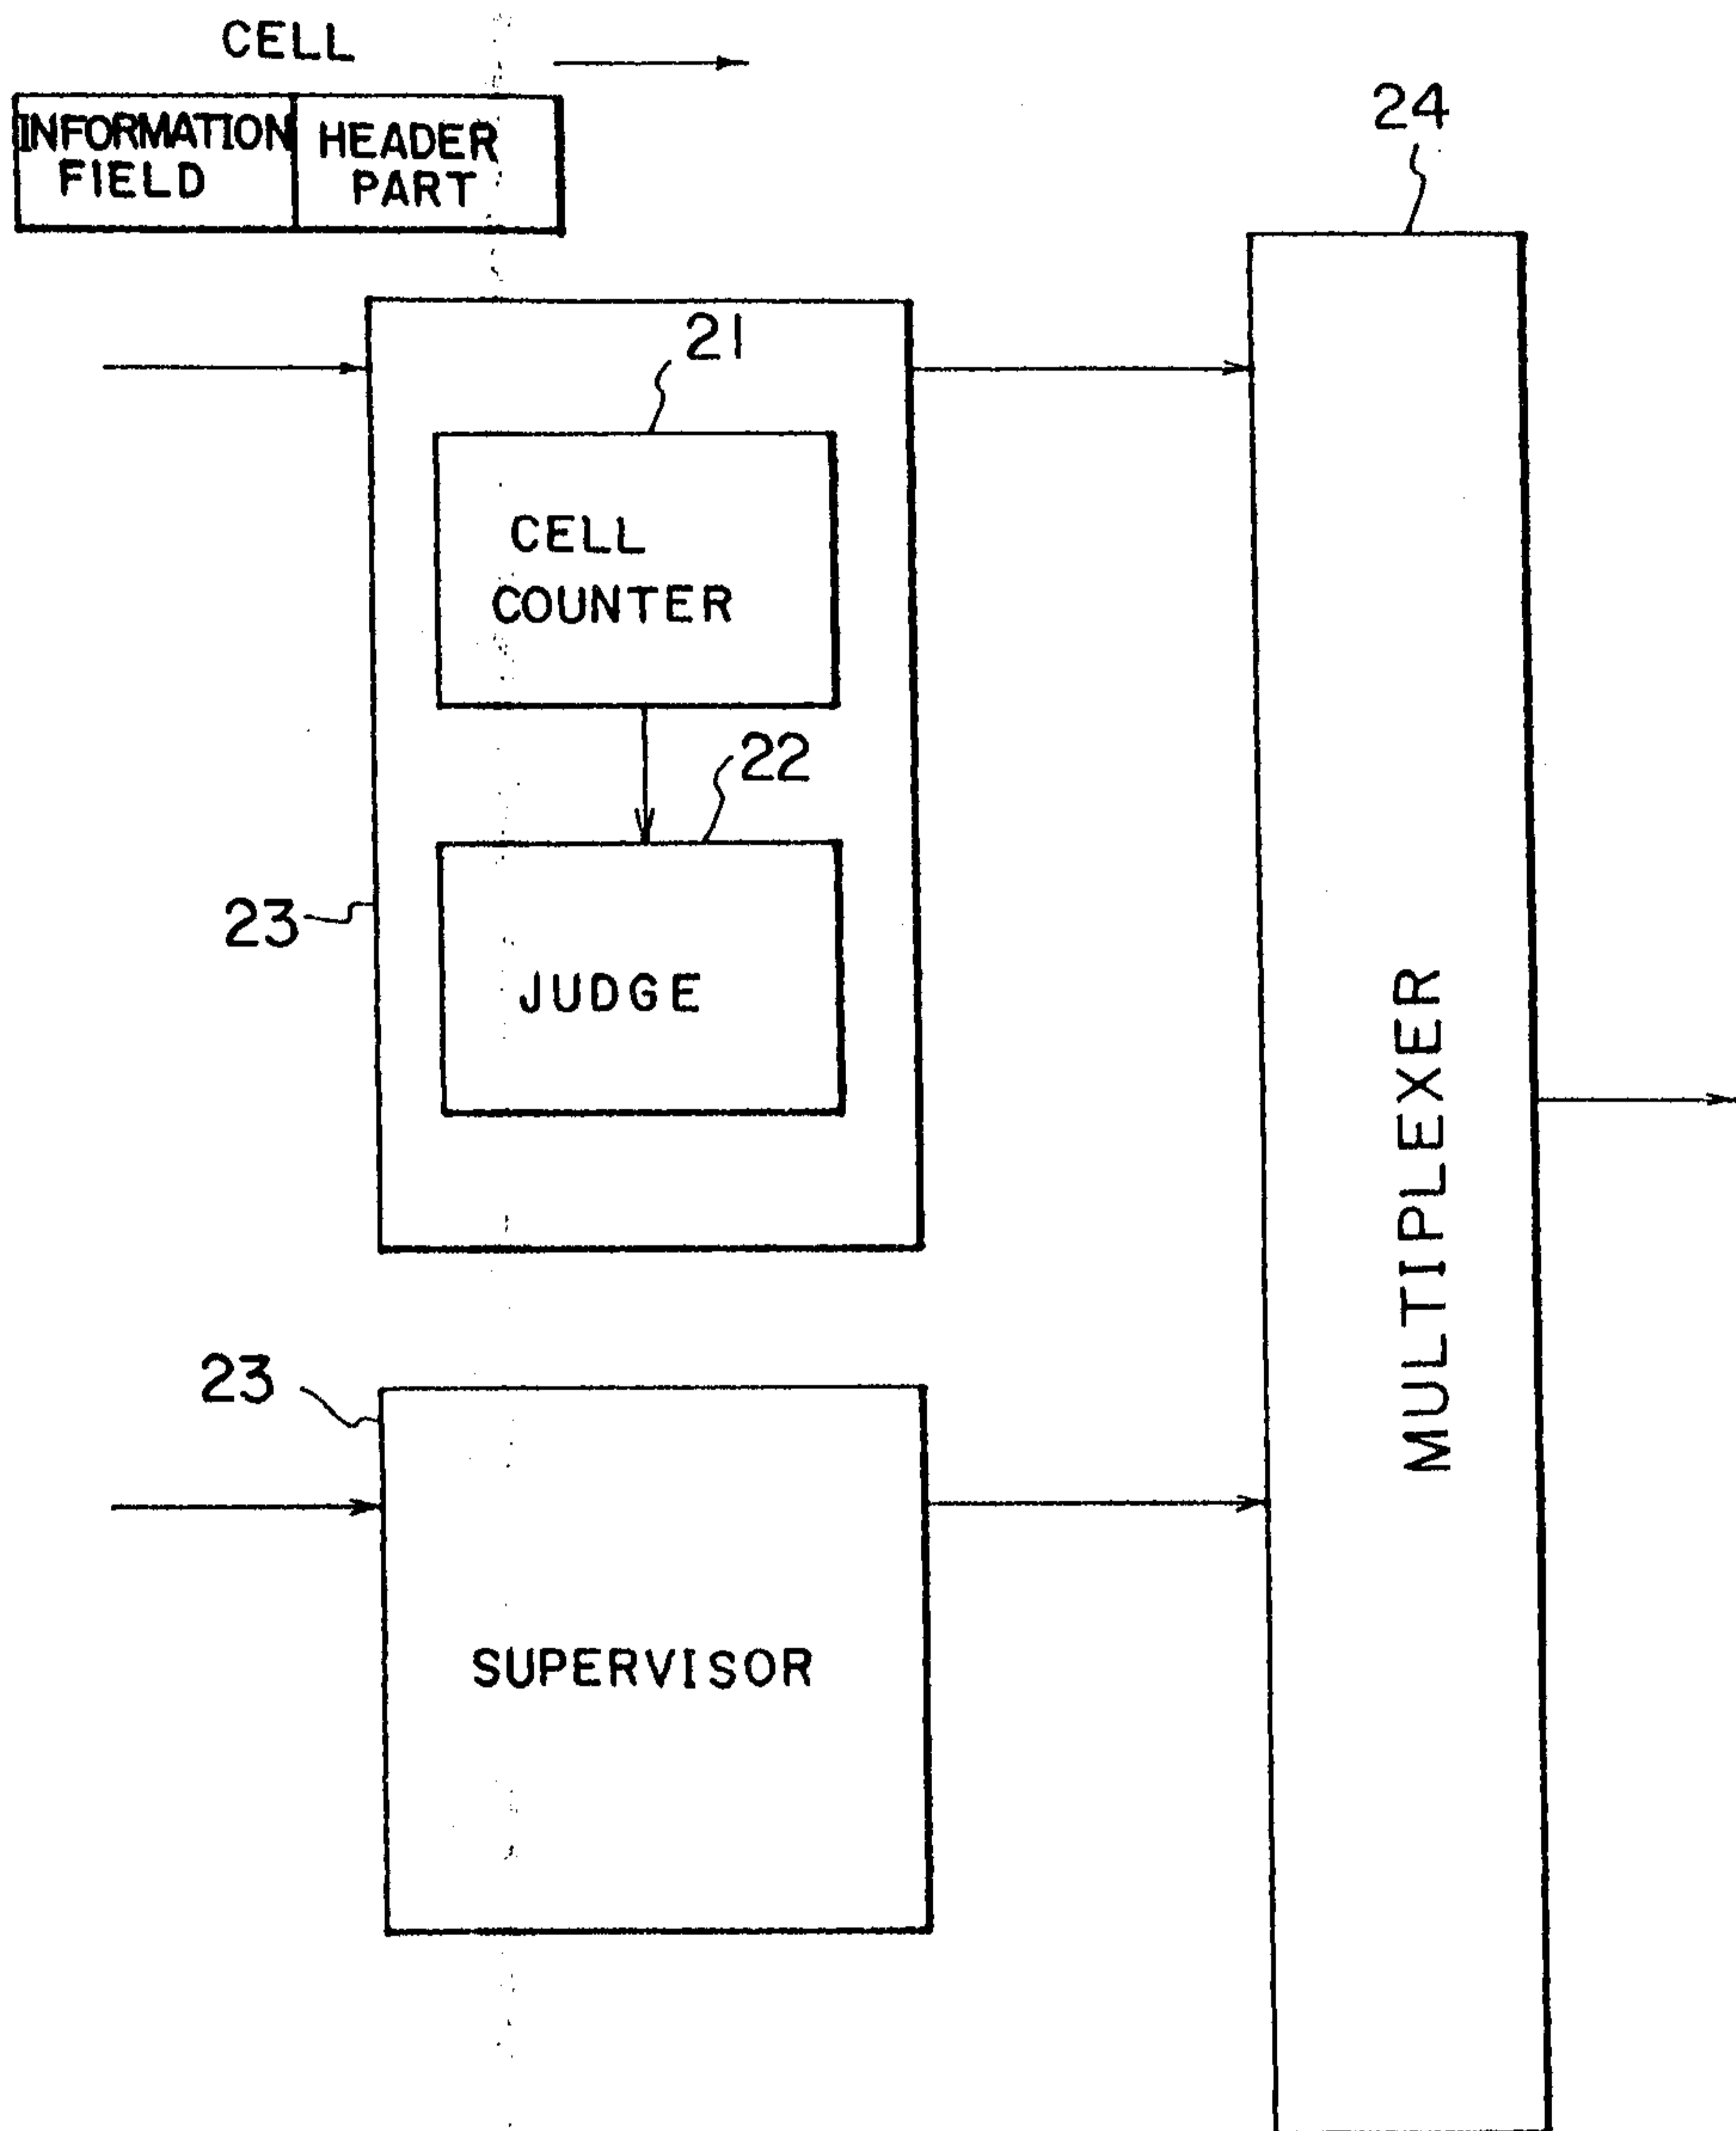 CELL
INFORMATION
FIELD
HEADER
PART
24
21
CELL
COUNTER
22
23
JUDGE
MULTIPLEXER
23
SUPERVISOR